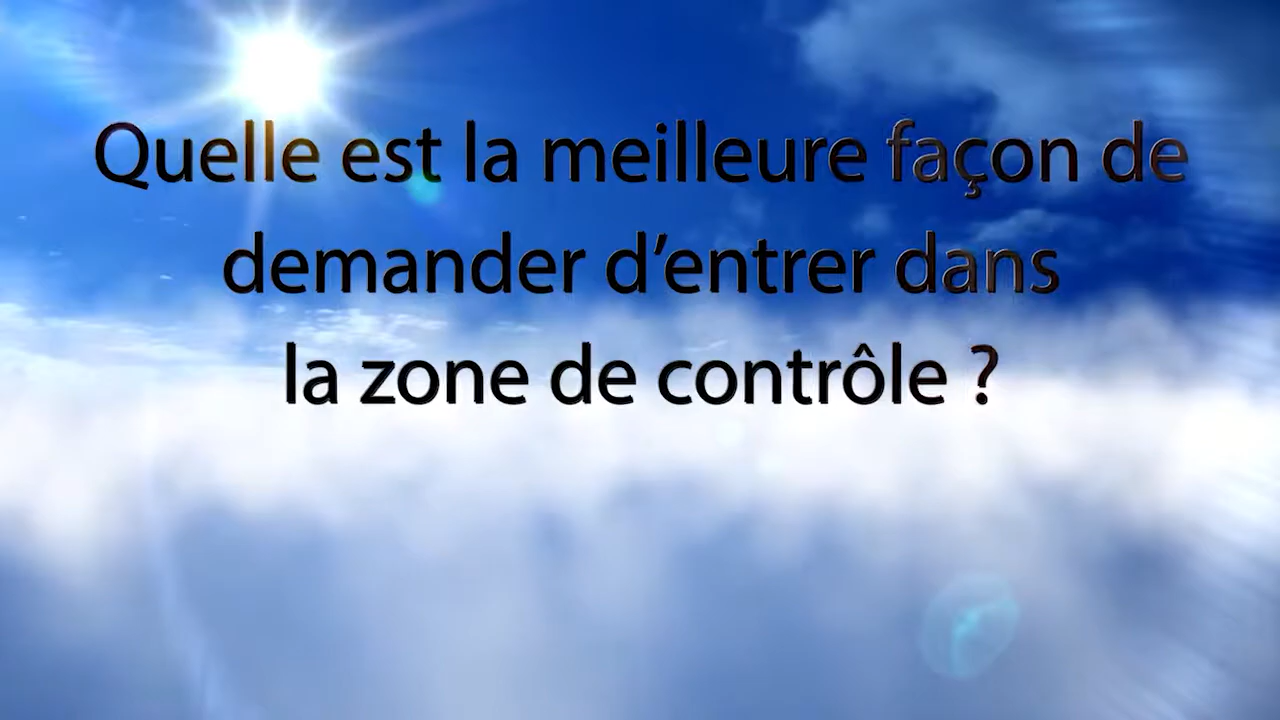 Quelle est la meilleure façon de
demander d’entrer dans
la zone de contrôle ?